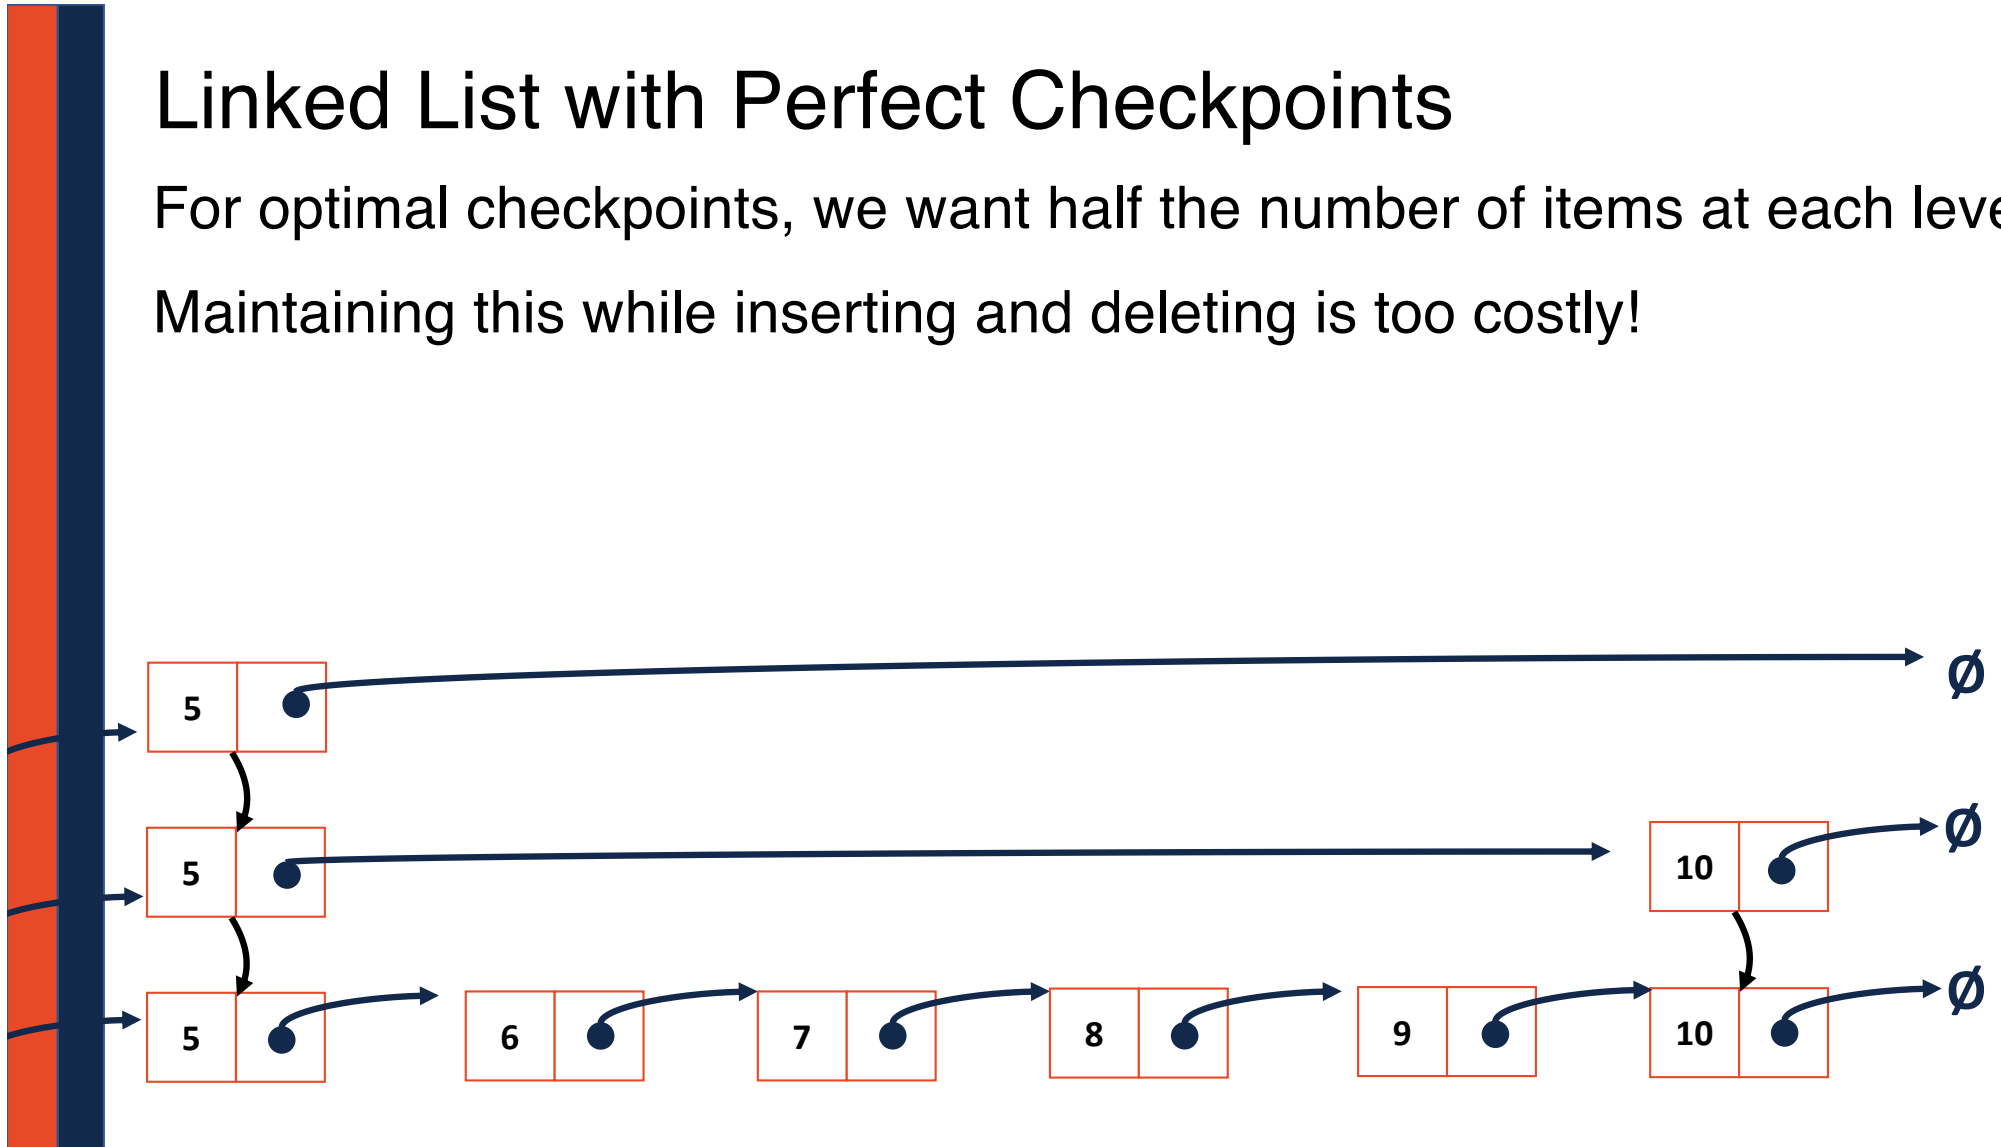 Linked List with Perfect Checkpoints
For optimal checkpoints, we want half the number of items at each leve
Maintaining this while inserting and deleting is too costly!
5 Ø
5 10 Ø
5 6 7 8 9 10 Ø